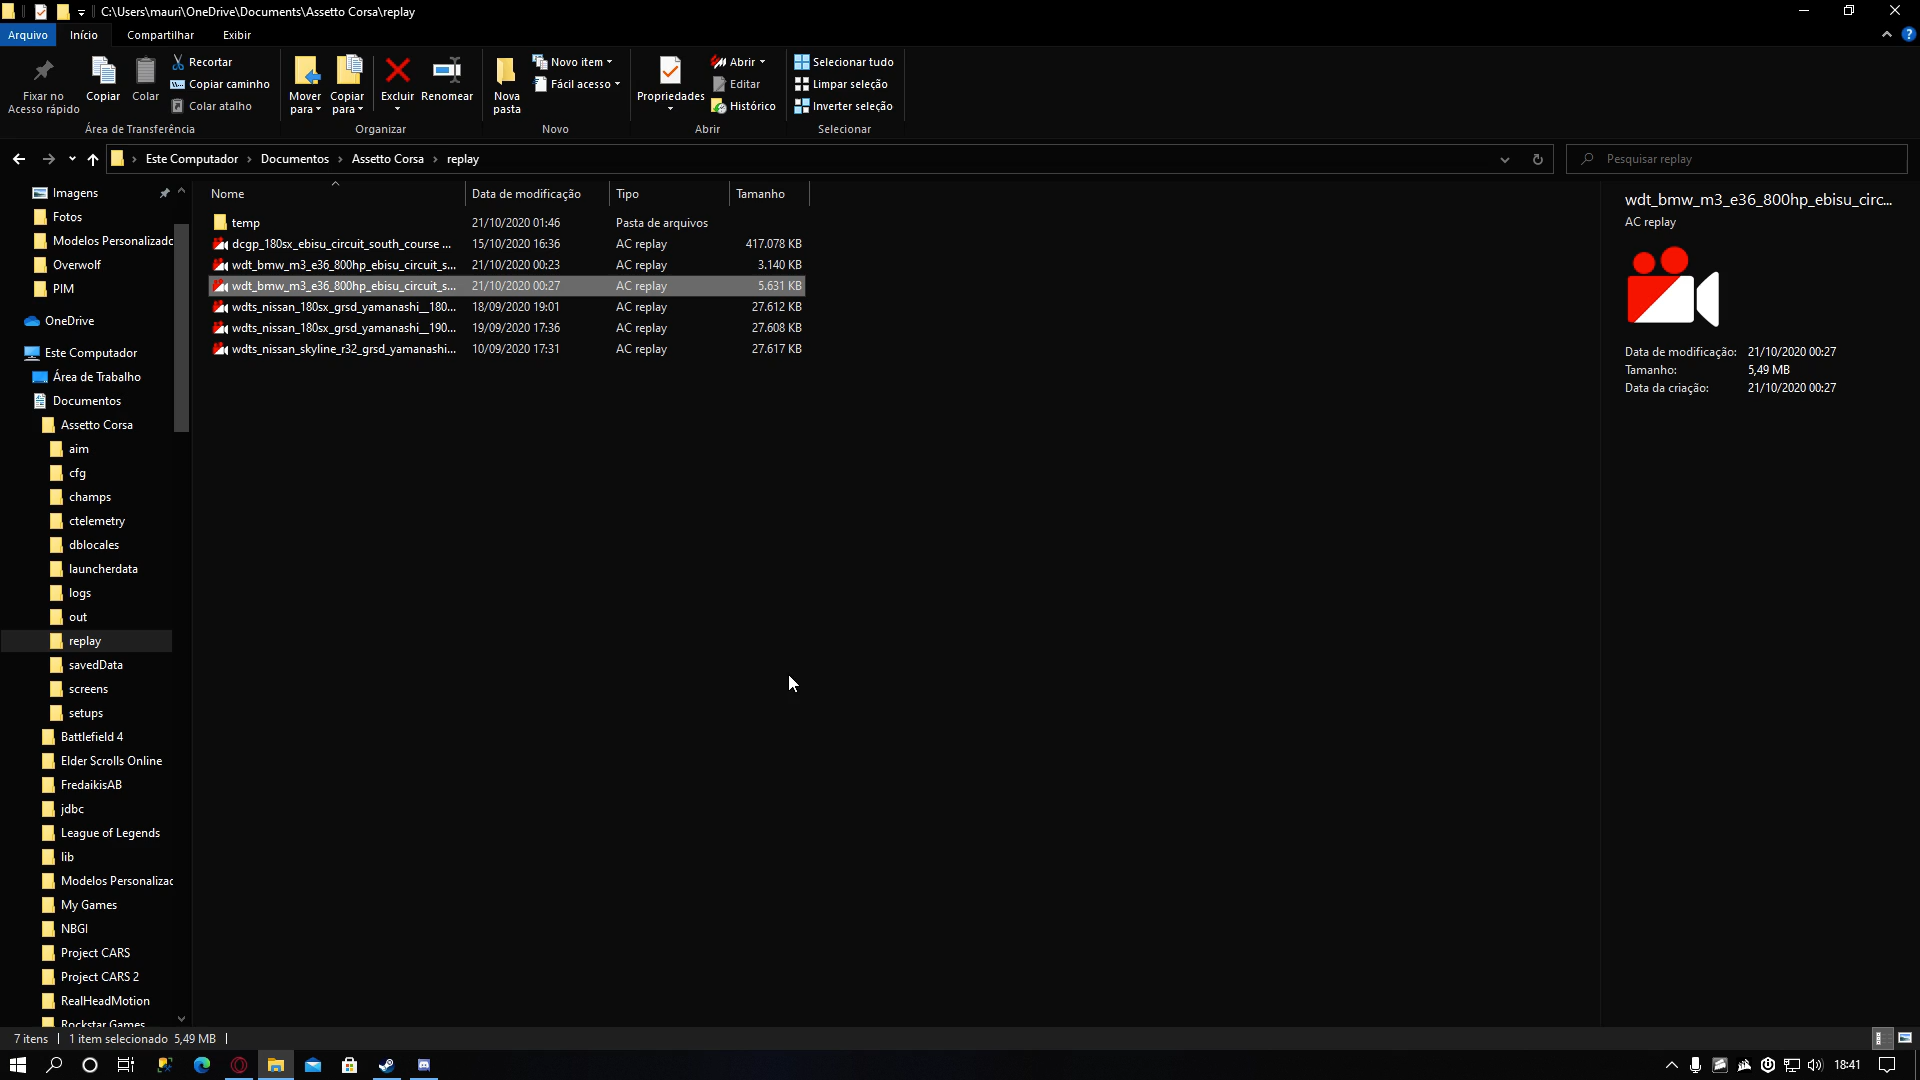 C:\Users\mauri\OneDrive\Documents\Assetto Corsa\replay
Arquivo Início Compartilhar Exibir
Fixar no Acesso rápido
Copiar
Colar
Recortar
Copiar caminho
Colar atalho
Área de Transferência
Mover para
Copiar para
Excluir
Renomear
Organizar
Nova pasta
Novo item
Fácil acesso
Novo
Propriedades
Abrir
Editar
Histórico
Abrir
Selecionar tudo
Limpar seleção
Inverter seleção
Selecionar
Este Computador > Documentos > Assetto Corsa > replay
Pesquisar replay
Imagens
Fotos
Modelos Personalizado
Overwolf
PIM
OneDrive
Este Computador
Área de Trabalho
Documentos
Assetto Corsa
aim
cfg
champs
ctelemetry
dblocales
launcherdata
logs
out
replay
savedData
screens
setups
Battlefield 4
Elder Scrolls Online
FredaikisAB
jdbc
League of Legends
lib
Modelos Personalizac
My Games
NBGI
Project CARS
Project CARS 2
RealHeadMotion
Rockstar Games
Nome Data de modificação Tipo Tamanho
temp 21/10/2020 01:46 Pasta de arquivos
dcgp_180sx_ebisu_circuit_south_course ... 15/10/2020 16:36 AC replay 417.078 KB
wdt_bmw_m3_e36_800hp_ebisu_circuit_s... 21/10/2020 00:23 AC replay 3.140 KB
wdt_bmw_m3_e36_800hp_ebisu_circuit_s... 21/10/2020 00:27 AC replay 5.631 KB
wdts_nissan_180sx_grsd_yamanashi__180... 18/09/2020 19:01 AC replay 27.612 KB
wdts_nissan_180sx_grsd_yamanashi__190... 19/09/2020 17:36 AC replay 27.608 KB
wdts_nissan_skyline_r32_grsd_yamanashi... 10/09/2020 17:31 AC replay 27.617 KB
wdt_bmw_m3_e36_800hp_ebisu_circ...
AC replay
Data de modificação: 21/10/2020 00:27
Tamanho: 5,49 MB
Data da criação: 21/10/2020 00:27
7 itens 1 item selecionado 5,49 MB
18:41